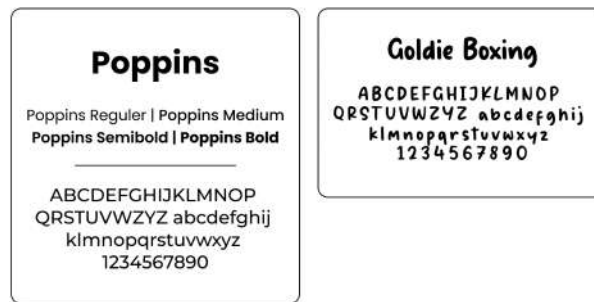 Poppins
Poppins Reguler | Poppins Medium
Poppins Semibold | Poppins Bold
ABCDEFGHIJKLMNOP
QRSTUVWZYZ abcdefghij
klmnopqrstuvwxyz
1234567890
Goldie Boxing
ABCDEFGHIJKLMNOP
QRSTUVWZYZ abcdefghij
klmnopqrstuvwxyz
1234567890